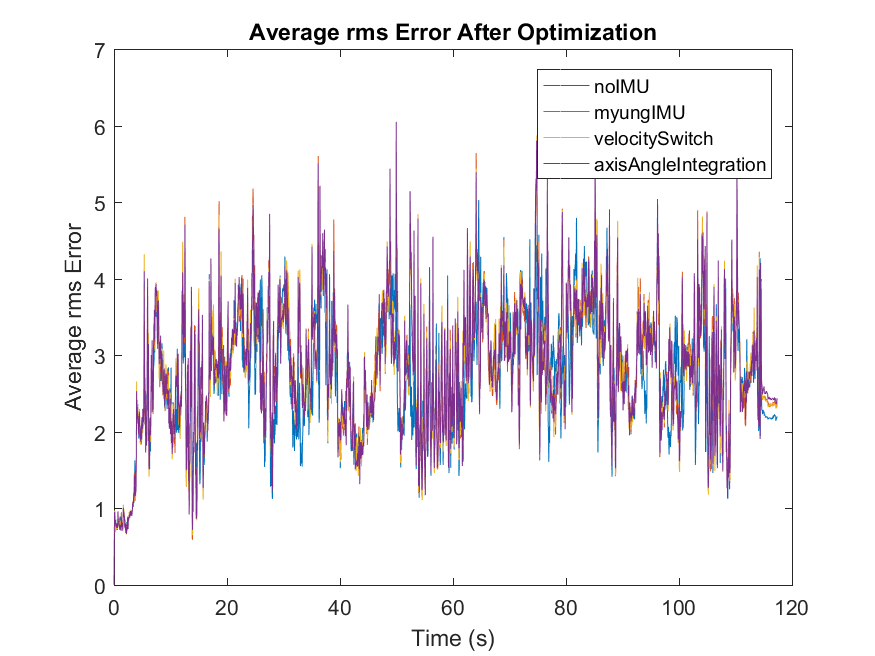 Average rms Error After Optimization
7
6
5
4
3
2
1
0
Average rms Error
noIMU
myungIMU
velocitySwitch
axisAngleIntegration
0 20 40 60 80 100 120
Time (s)